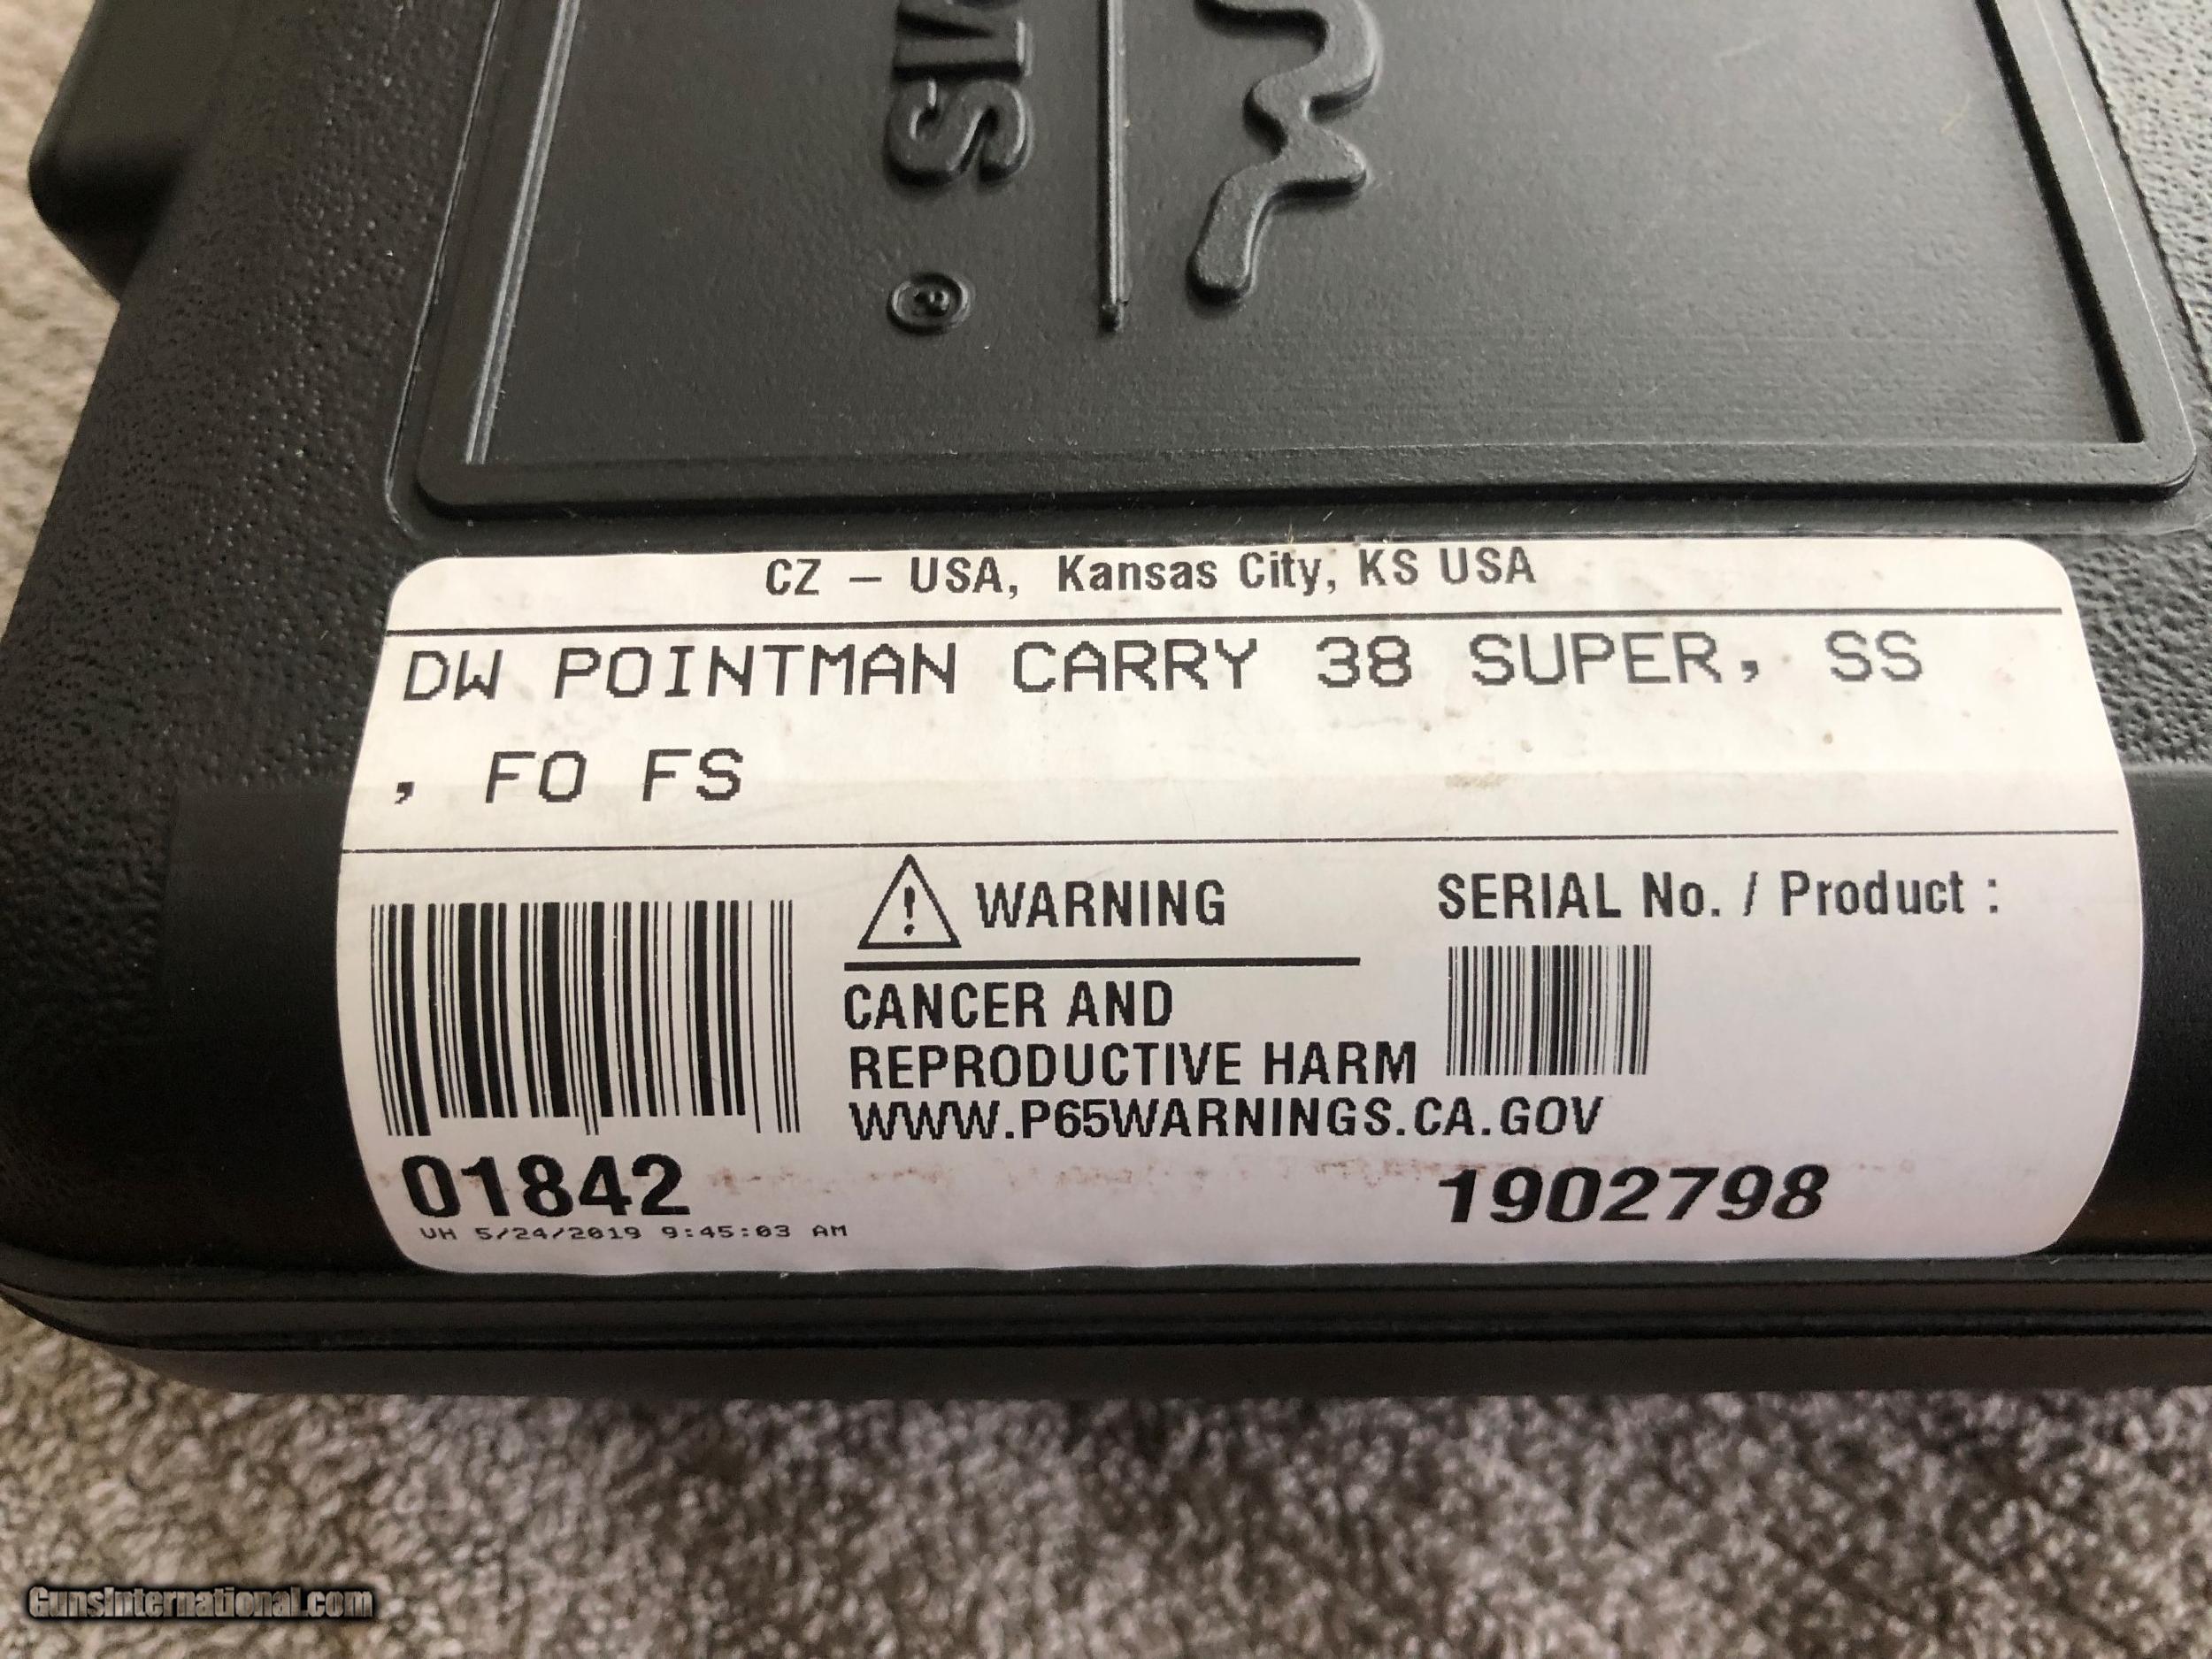 CZ – USA, Kansas City, KS USA
DW POINTMAN CARRY 38 SUPER, SS
, FO FS
WARNING
CANCER AND
REPRODUCTIVE HARM
WWW.P65WARNINGS.CA.GOV
SERIAL No. / Product :
01842
1902798
VH 5/24/2019 9:45:03 AM
GunsInternational.com